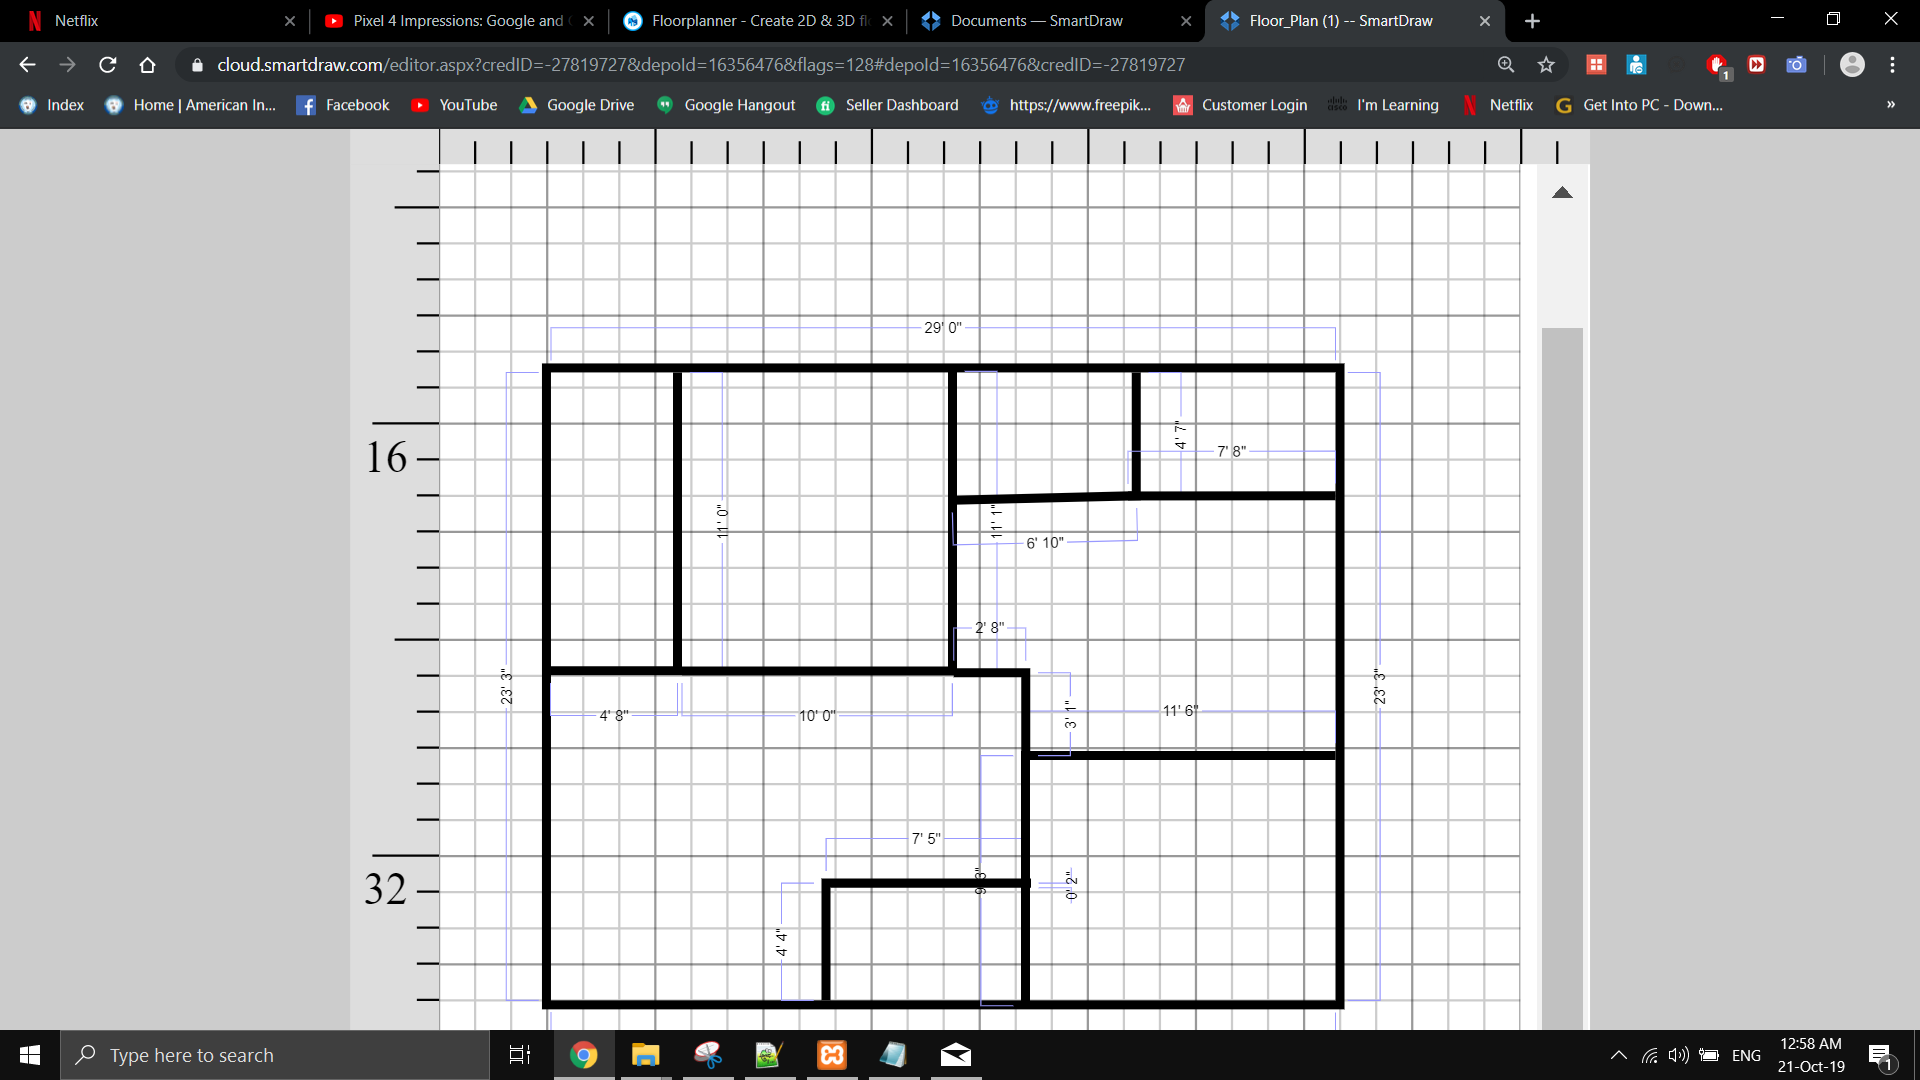 Netflix
Pixel 4 Impressions: Google and
Floorplanner - Create 2D & 3D fl
Documents — SmartDraw
Floor_Plan (1) -- SmartDraw
cloud.smartdraw.com/editor.aspx?credID=-27819727&depoId=16356476&flags=128#depoId=16356476&credID=-27819727
1
Index
Home | American In...
Facebook
YouTube
Google Drive
Google Hangout
Seller Dashboard
https://www.freepik...
Customer Login
I'm Learning
Netflix
Get Into PC - Down...
»
29' 0"
16
4' 7"
7' 8"
11' 0"
11' 1"
6' 10"
2' 8"
23' 3"
23' 3"
4' 8"
10' 0"
3' 1"
11' 6"
7' 5"
32
0' 2"
4' 4"
Type here to search
ENG
12:58 AM
21-Oct-19
1